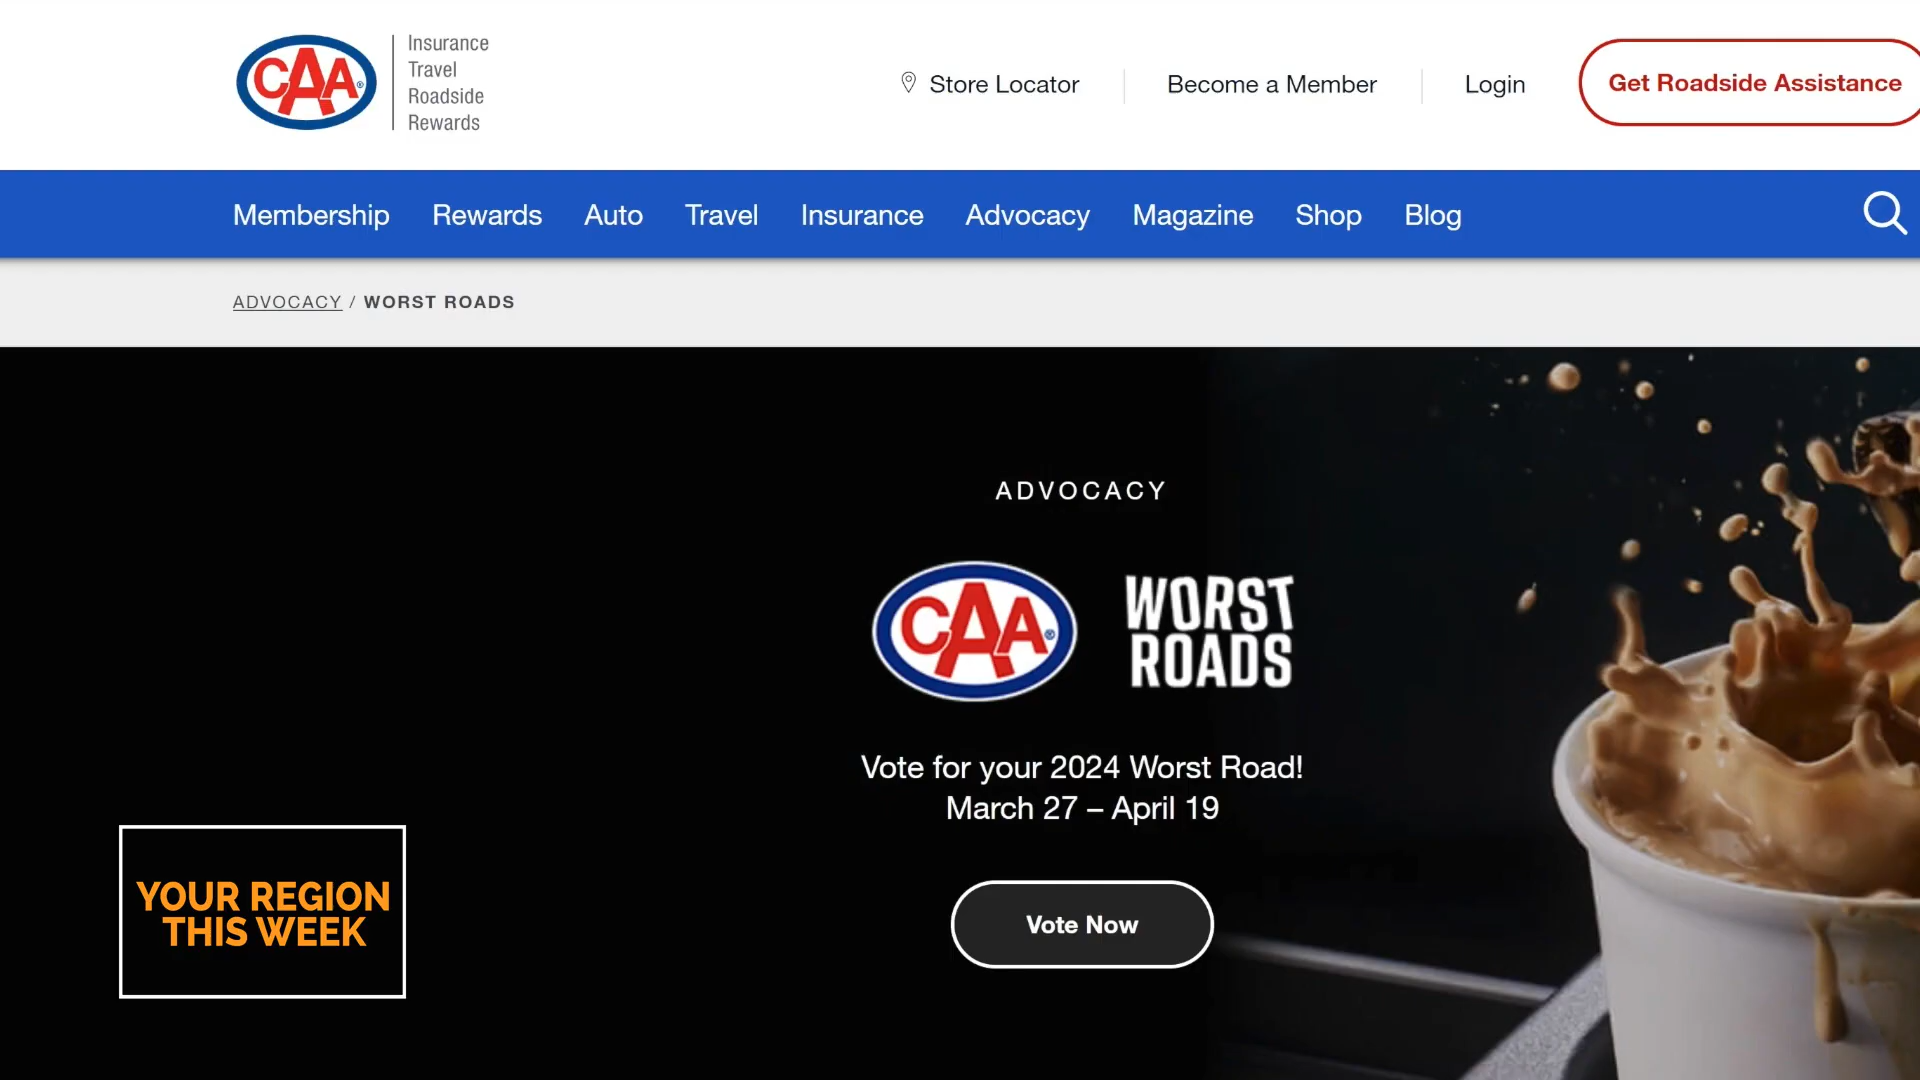 CAA
Insurance
Travel
Roadside
Rewards
Store Locator
Become a Member
Login
Get Roadside Assistance
Membership
Rewards
Auto
Travel
Insurance
Advocacy
Magazine
Shop
Blog
ADVOCACY / WORST ROADS
ADVOCACY
CAA
WORST
ROADS
Vote for your 2024 Worst Road!
March 27 – April 19
Vote Now
YOUR REGION
THIS WEEK